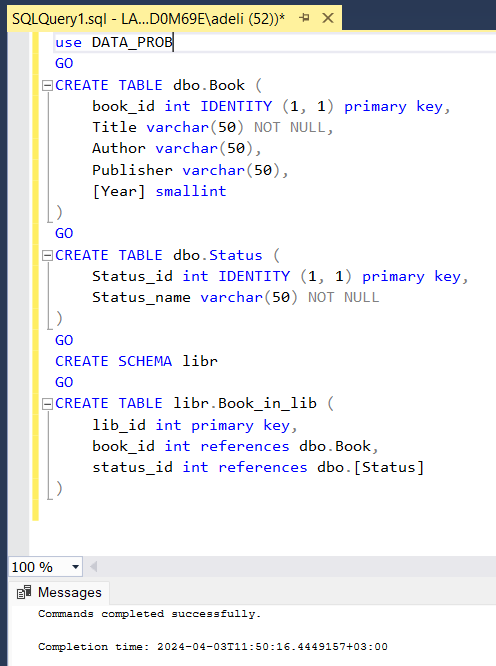 SQLQuery1.sql - LA...D0M69E\adeli (52))*
use DATA_PROB
GO
CREATE TABLE dbo.Book (
book_id int IDENTITY (1, 1) primary key,
Title varchar(50) NOT NULL,
Author varchar(50),
Publisher varchar(50),
[Year] smallint
)
GO
CREATE TABLE dbo.Status (
Status_id int IDENTITY (1, 1) primary key,
Status_name varchar(50) NOT NULL
)
GO
CREATE SCHEMA libr
GO
CREATE TABLE libr.Book_in_lib (
lib_id int primary key,
book_id int references dbo.Book,
status_id int references dbo.[Status]
)
100 %
Messages
Commands completed successfully.
Completion time: 2024-04-03T11:50:16.4449157+03:00